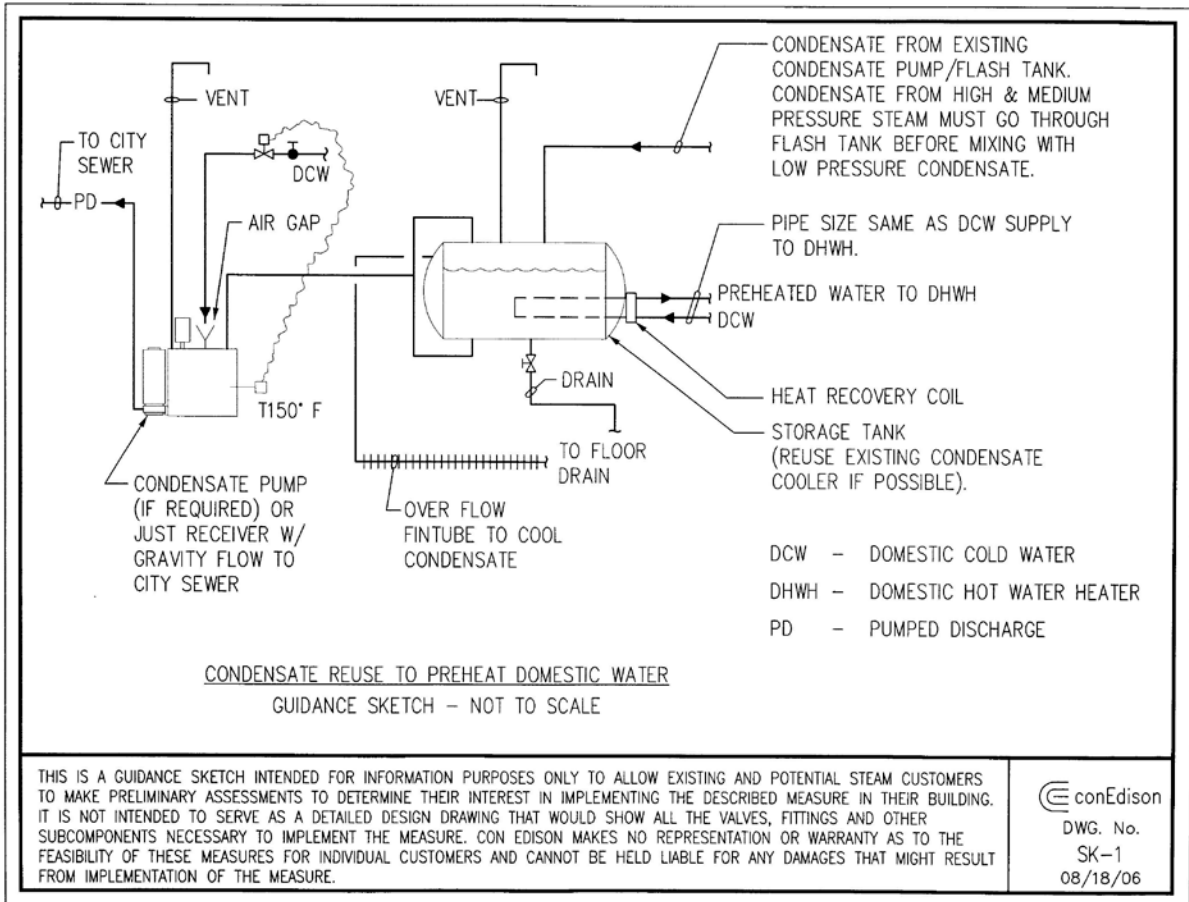 CONDENSATE FROM EXISTING
CONDENSATE PUMP/FLASH TANK.
CONDENSATE FROM HIGH & MEDIUM
PRESSURE STEAM MUST GO THROUGH
FLASH TANK BEFORE MIXING WITH
LOW PRESSURE CONDENSATE.
VENT
VENT
TO CITY
SEWER
DCW
PD
AIR GAP
PIPE SIZE SAME AS DCW SUPPLY
TO DHWH.
PREHEATED WATER TO DHWH
DCW
DRAIN
HEAT RECOVERY COIL
T150° F
TO FLOOR
DRAIN
STORAGE TANK
(REUSE EXISTING CONDENSATE
COOLER IF POSSIBLE).
CONDENSATE PUMP
(IF REQUIRED) OR
JUST RECEIVER W/
GRAVITY FLOW TO
CITY SEWER
OVER FLOW
FINTUBE TO COOL
CONDENSATE
DCW – DOMESTIC COLD WATER
DHWH – DOMESTIC HOT WATER HEATER
PD – PUMPED DISCHARGE
CONDENSATE REUSE TO PREHEAT DOMESTIC WATER
GUIDANCE SKETCH – NOT TO SCALE
THIS IS A GUIDANCE SKETCH INTENDED FOR INFORMATION PURPOSES ONLY TO ALLOW EXISTING AND POTENTIAL STEAM CUSTOMERS
TO MAKE PRELIMINARY ASSESSMENTS TO DETERMINE THEIR INTEREST IN IMPLEMENTING THE DESCRIBED MEASURE IN THEIR BUILDING.
IT IS NOT INTENDED TO SERVE AS A DETAILED DESIGN DRAWING THAT WOULD SHOW ALL THE VALVES, FITTINGS AND OTHER
SUBCOMPONENTS NECESSARY TO IMPLEMENT THE MEASURE. CON EDISON MAKES NO REPRESENTATION OR WARRANTY AS TO THE
FEASIBILITY OF THESE MEASURES FOR INDIVIDUAL CUSTOMERS AND CANNOT BE HELD LIABLE FOR ANY DAMAGES THAT MIGHT RESULT
FROM IMPLEMENTATION OF THE MEASURE.
conEdison
DWG. No.
SK-1
08/18/06